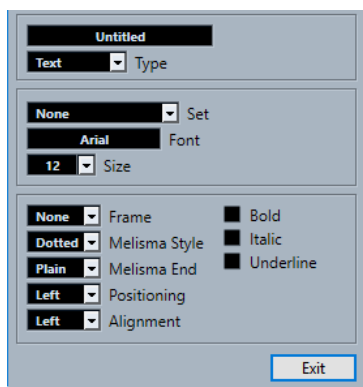 Untitled
Text Type
None Set
Arial Font
12 Size
None Frame Bold
Dotted Melisma Style Italic
Plain Melisma End Underline
Left Positioning
Left Alignment
Exit